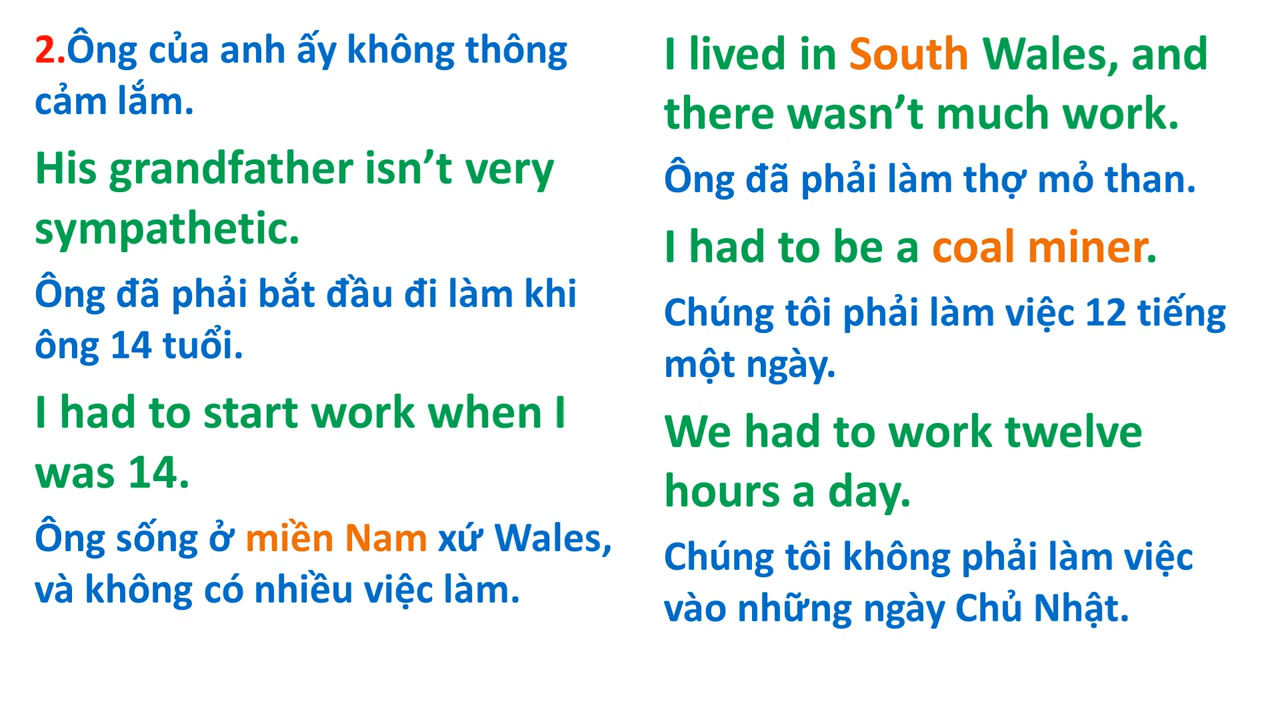 2.Ông của anh ấy không thông
cảm lắm.
His grandfather isn’t very
sympathetic.
Ông đã phải bắt đầu đi làm khi
ông 14 tuổi.
I had to start work when I
was 14.
Ông sống ở miền Nam xứ Wales,
và không có nhiều việc làm.
I lived in South Wales, and
there wasn’t much work.
Ông đã phải làm thợ mỏ than.
I had to be a coal miner.
Chúng tôi phải làm việc 12 tiếng
một ngày.
We had to work twelve
hours a day.
Chúng tôi không phải làm việc
vào những ngày Chủ Nhật.